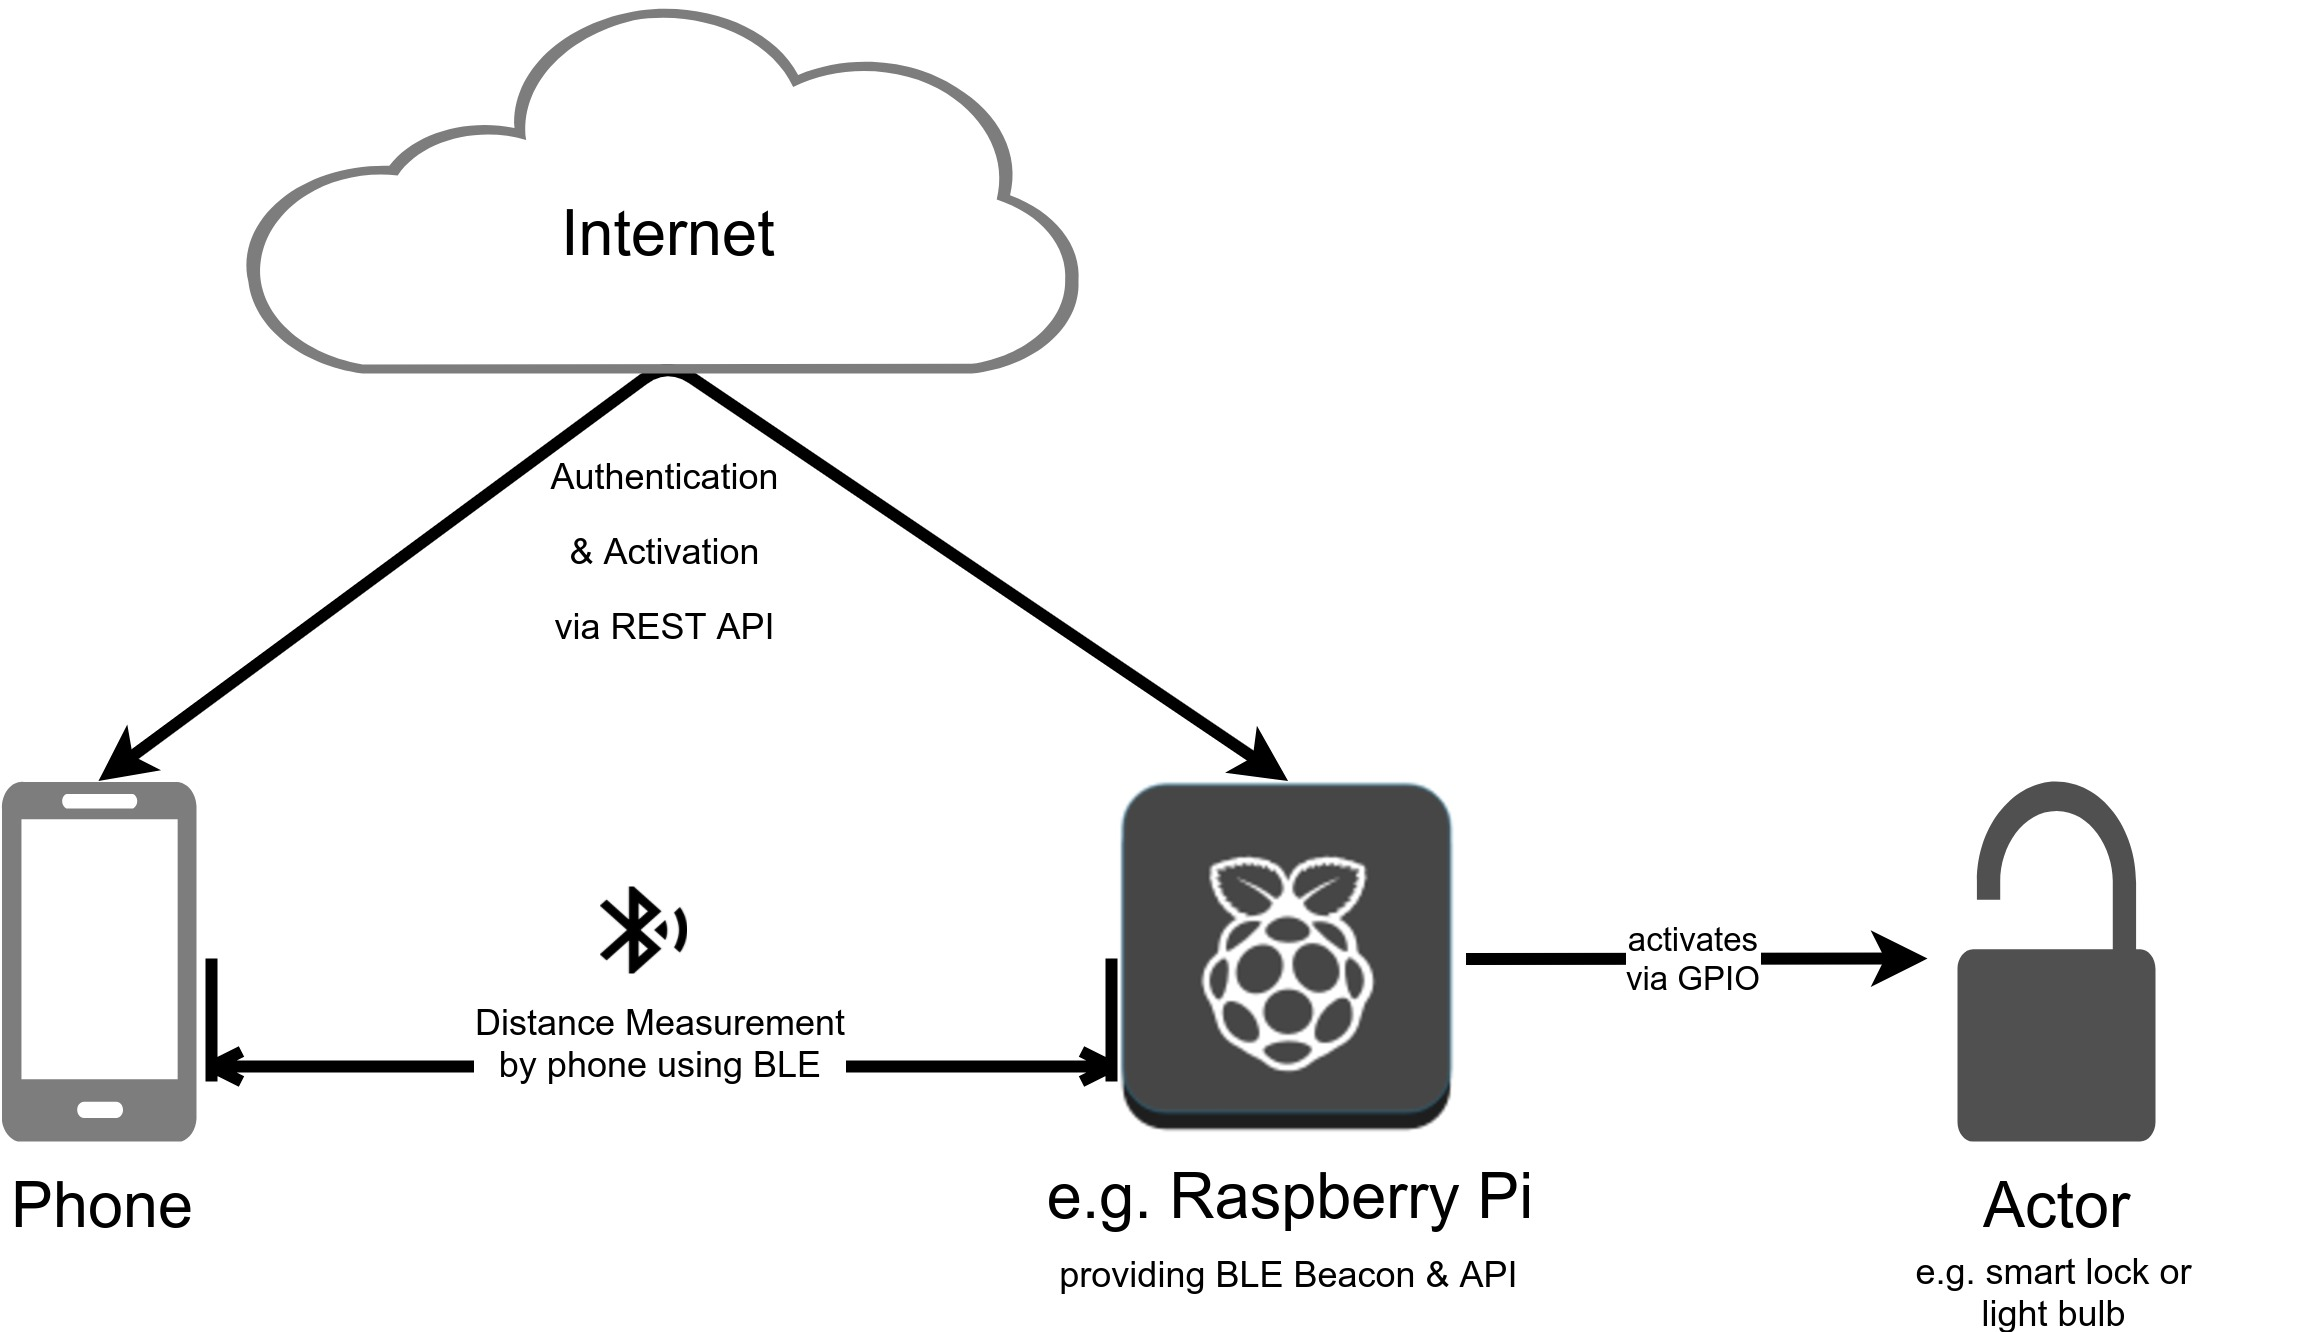 Internet
Authentication
& Activation
via REST API
activates
via GPIO
Distance Measurement
by phone using BLE
Phone
e.g. Raspberry Pi
providing BLE Beacon & API
Actor
e.g. smart lock or
light bulb